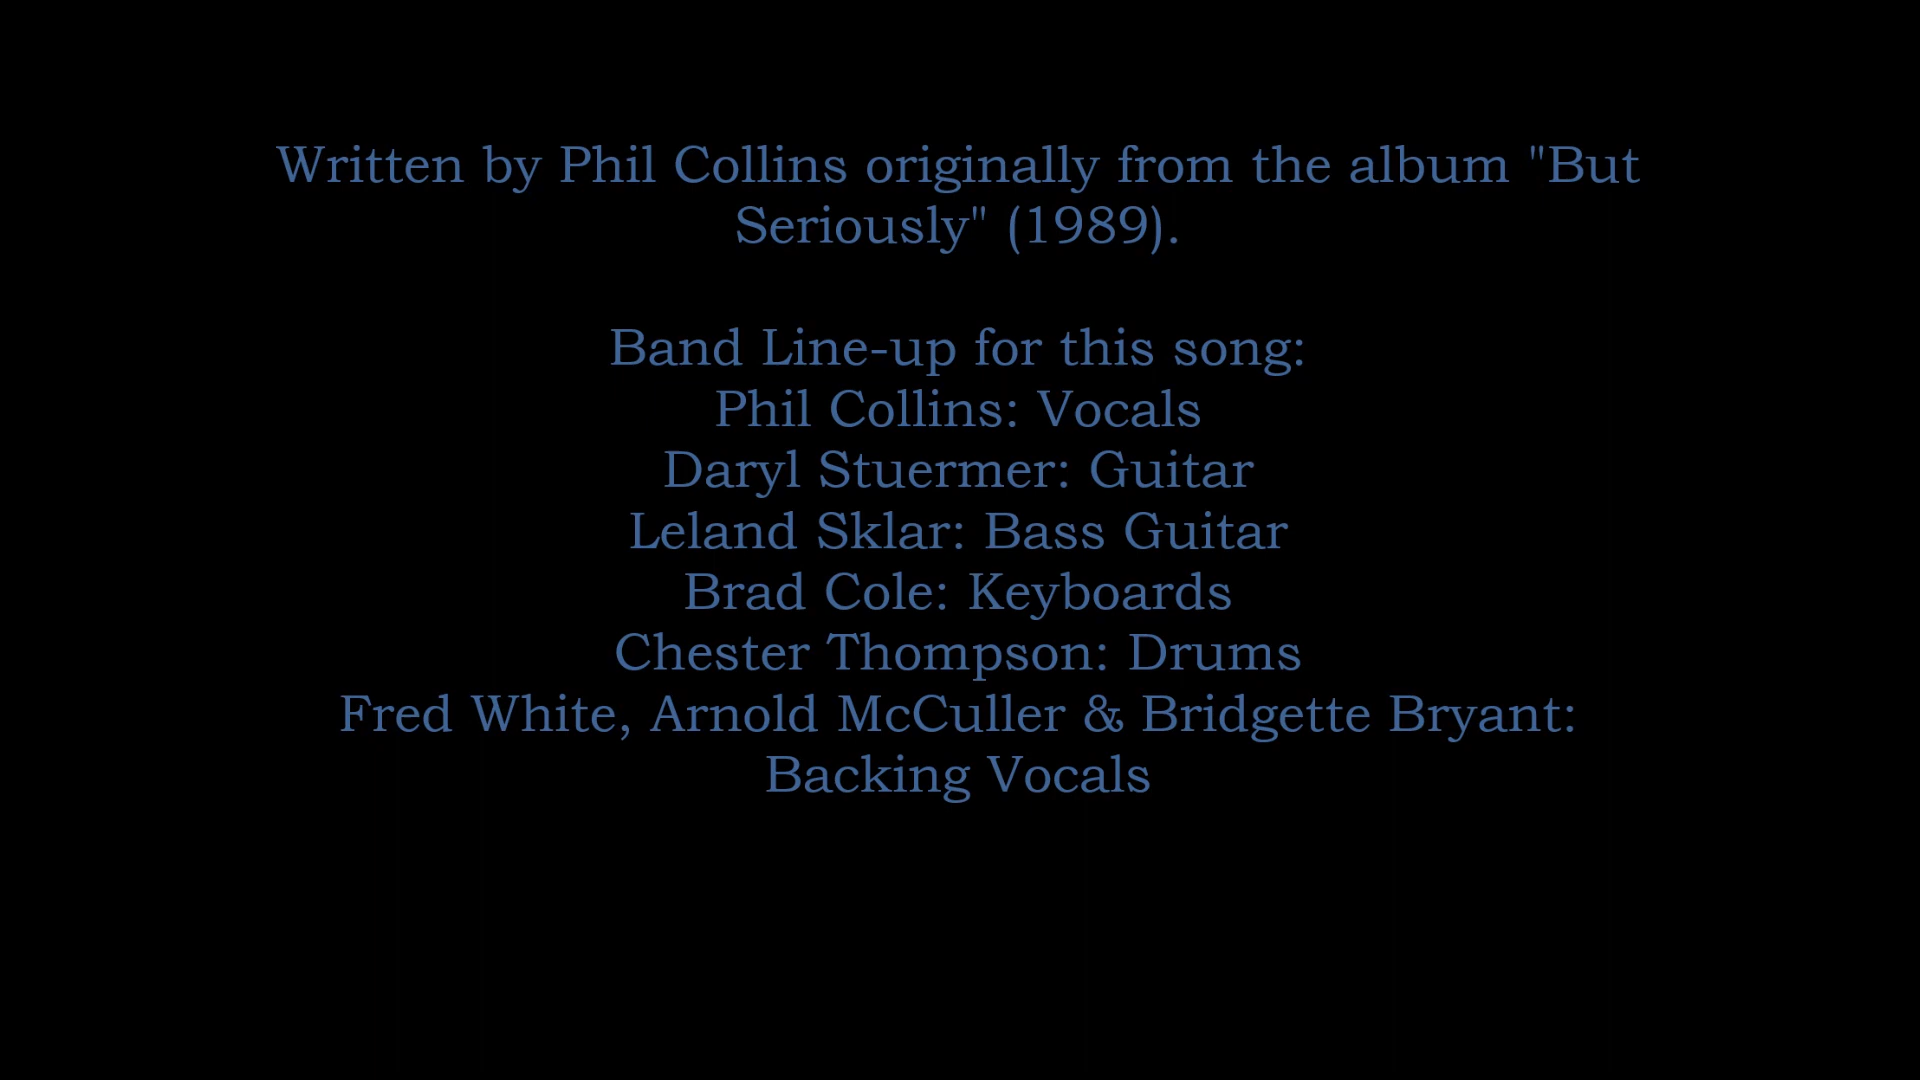 Written by Phil Collins originally from the album "But
Seriously" (1989).
Band Line-up for this song:
Phil Collins: Vocals
Daryl Stuermer: Guitar
Leland Sklar: Bass Guitar
Brad Cole: Keyboards
Chester Thompson: Drums
Fred White, Arnold McCuller & Bridgette Bryant:
Backing Vocals